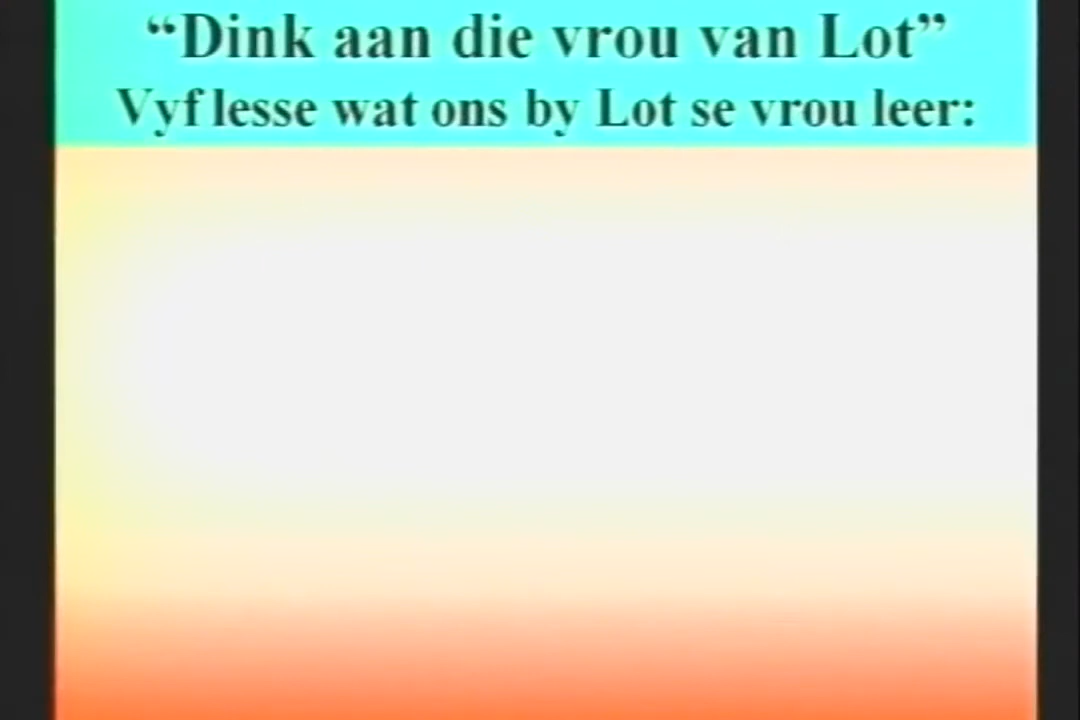 “Dink aan die vrou van Lot”
Vyf lesse wat ons by Lot se vrou leer: